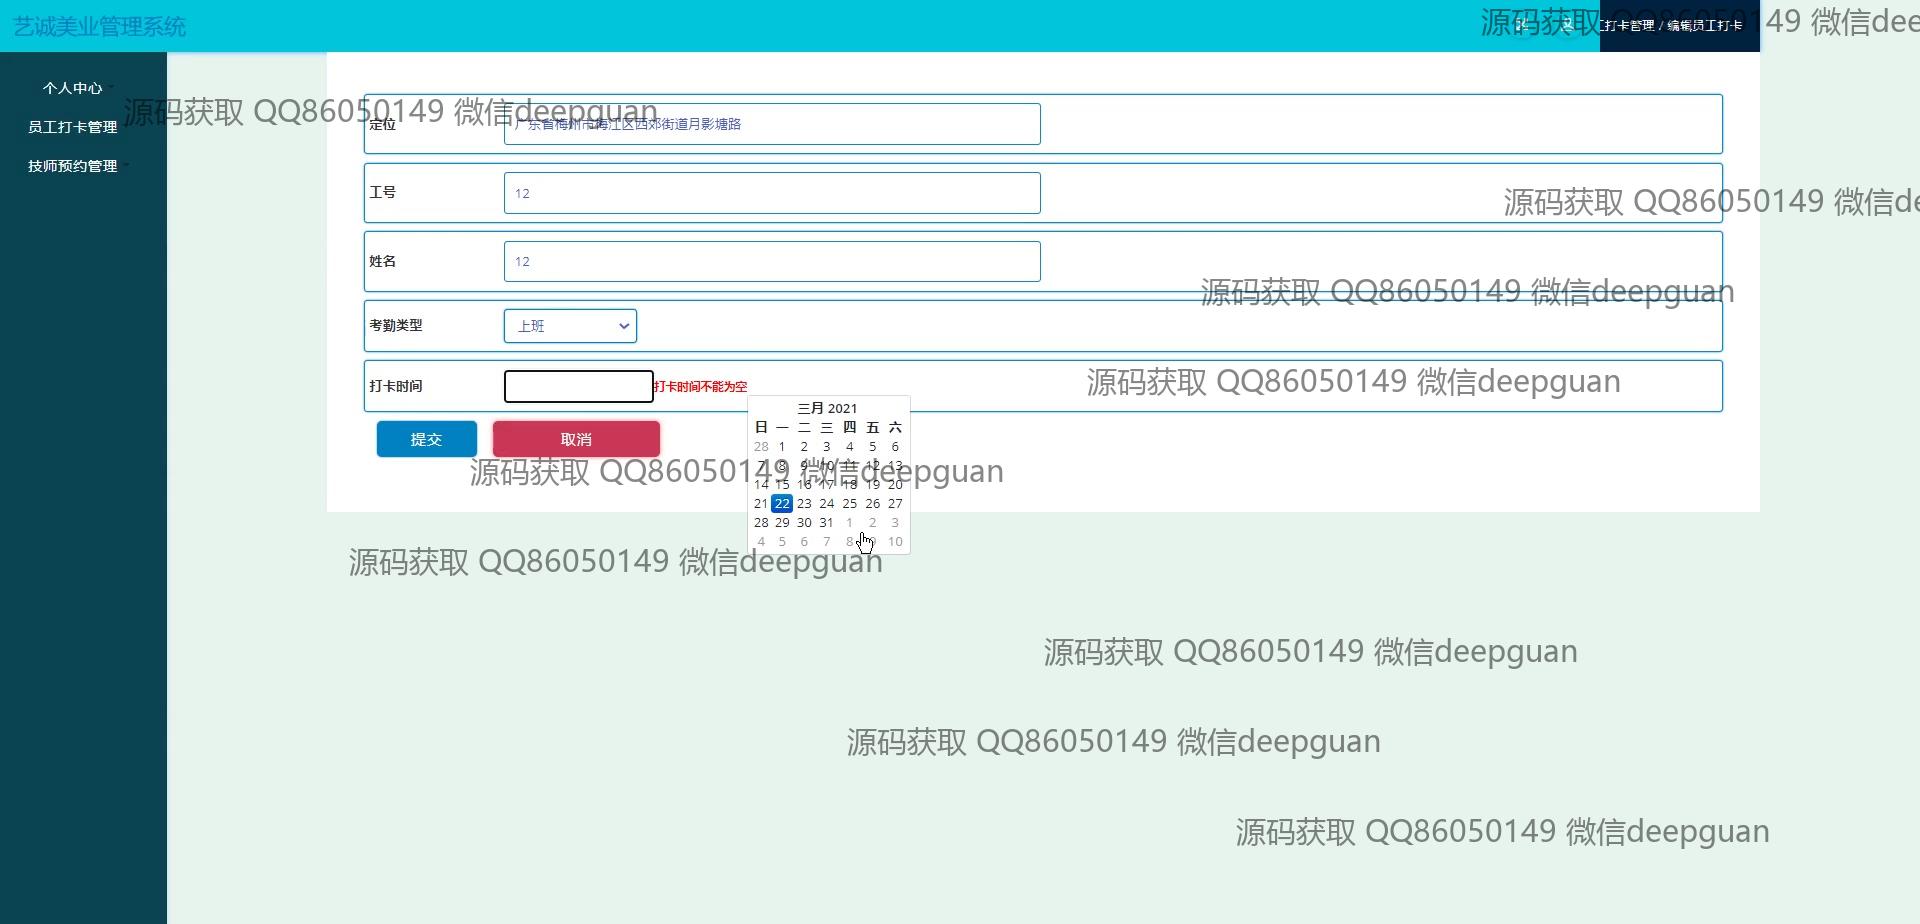 艺诚美业管理系统
源码获取 QQ86050149 微信dee
工打卡管理 / 编辑员工打卡
个人中心
员工打卡管理
技师预约管理
源码获取 QQ86050149 微信deepguan
定位
广东省梅州市梅江区西郊街道月影塘路
工号
12
源码获取 QQ86050149 微信de
姓名
12
源码获取 QQ86050149 微信deepguan
考勤类型
上班
打卡时间
打卡时间不能为空
源码获取 QQ86050149 微信deepguan
提交 取消
三月 2021
日 一 二 三 四 五 六
28 1 2 3 4 5 6
7 8 9 10 11 12 13
14 15 16 17 18 19 20
21 22 23 24 25 26 27
28 29 30 31 1 2 3
4 5 6 7 8 10
源码获取 QQ86050149 微信deepguan
源码获取 QQ86050149 微信deepguan
源码获取 QQ86050149 微信deepguan
源码获取 QQ86050149 微信deepguan
源码获取 QQ86050149 微信deepguan